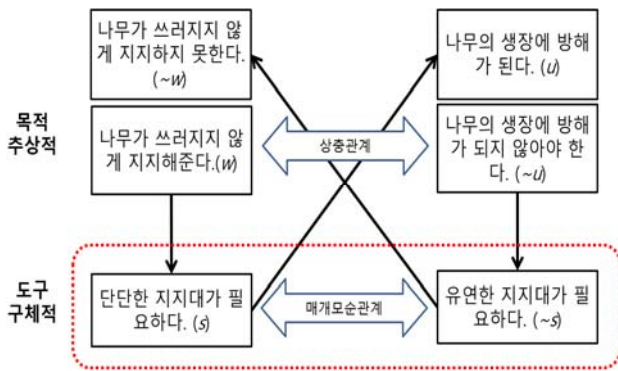 나무가 쓰러지지 않
게 지지하지 못한다.
(~w)
나무의 생장에 방해
가 된다. (u)
목적
추상적
나무가 쓰러지지 않
게 지지해준다.(w)
상충관계
나무의 생장에 방해
가 되지 않아야 한
다. (~u)
도구
구체적
단단한 지지대가 필
요하다. (s)
매개모순관계
유연한 지지대가 필
요하다. (~s)